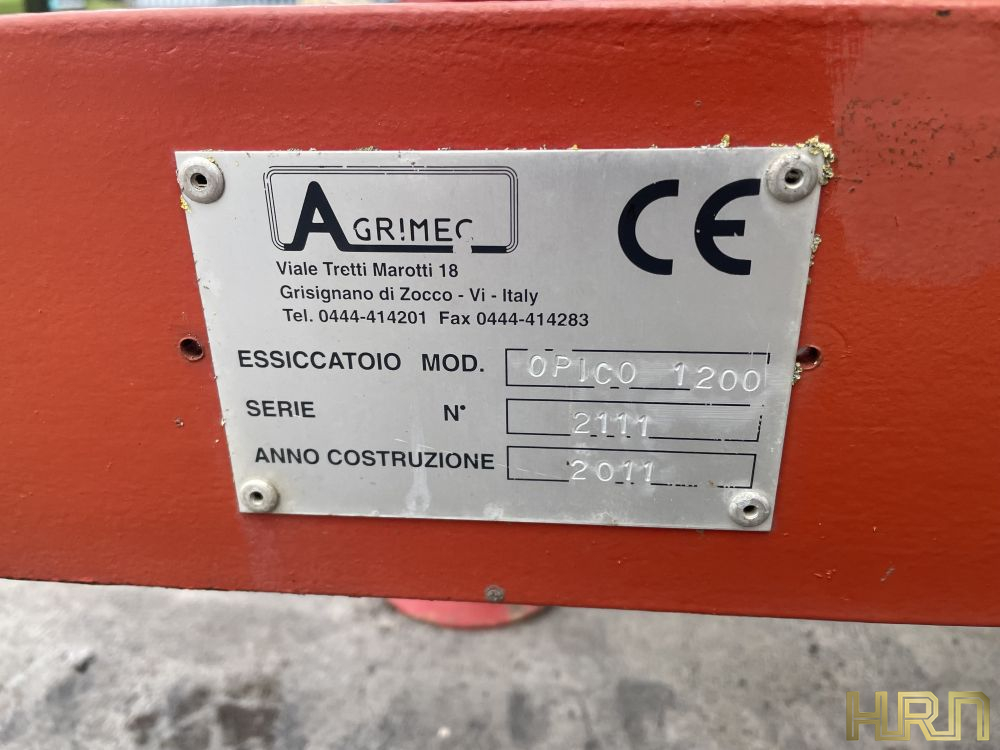 AGRIMEC
CE
Viale Tretti Marotti 18
Grisignano di Zocco - Vi - Italy
Tel. 0444-414201 Fax 0444-414283
ESSICCATOIO MOD. OPICO 1200
SERIE N° 2111
ANNO COSTRUZIONE 2011
HRN